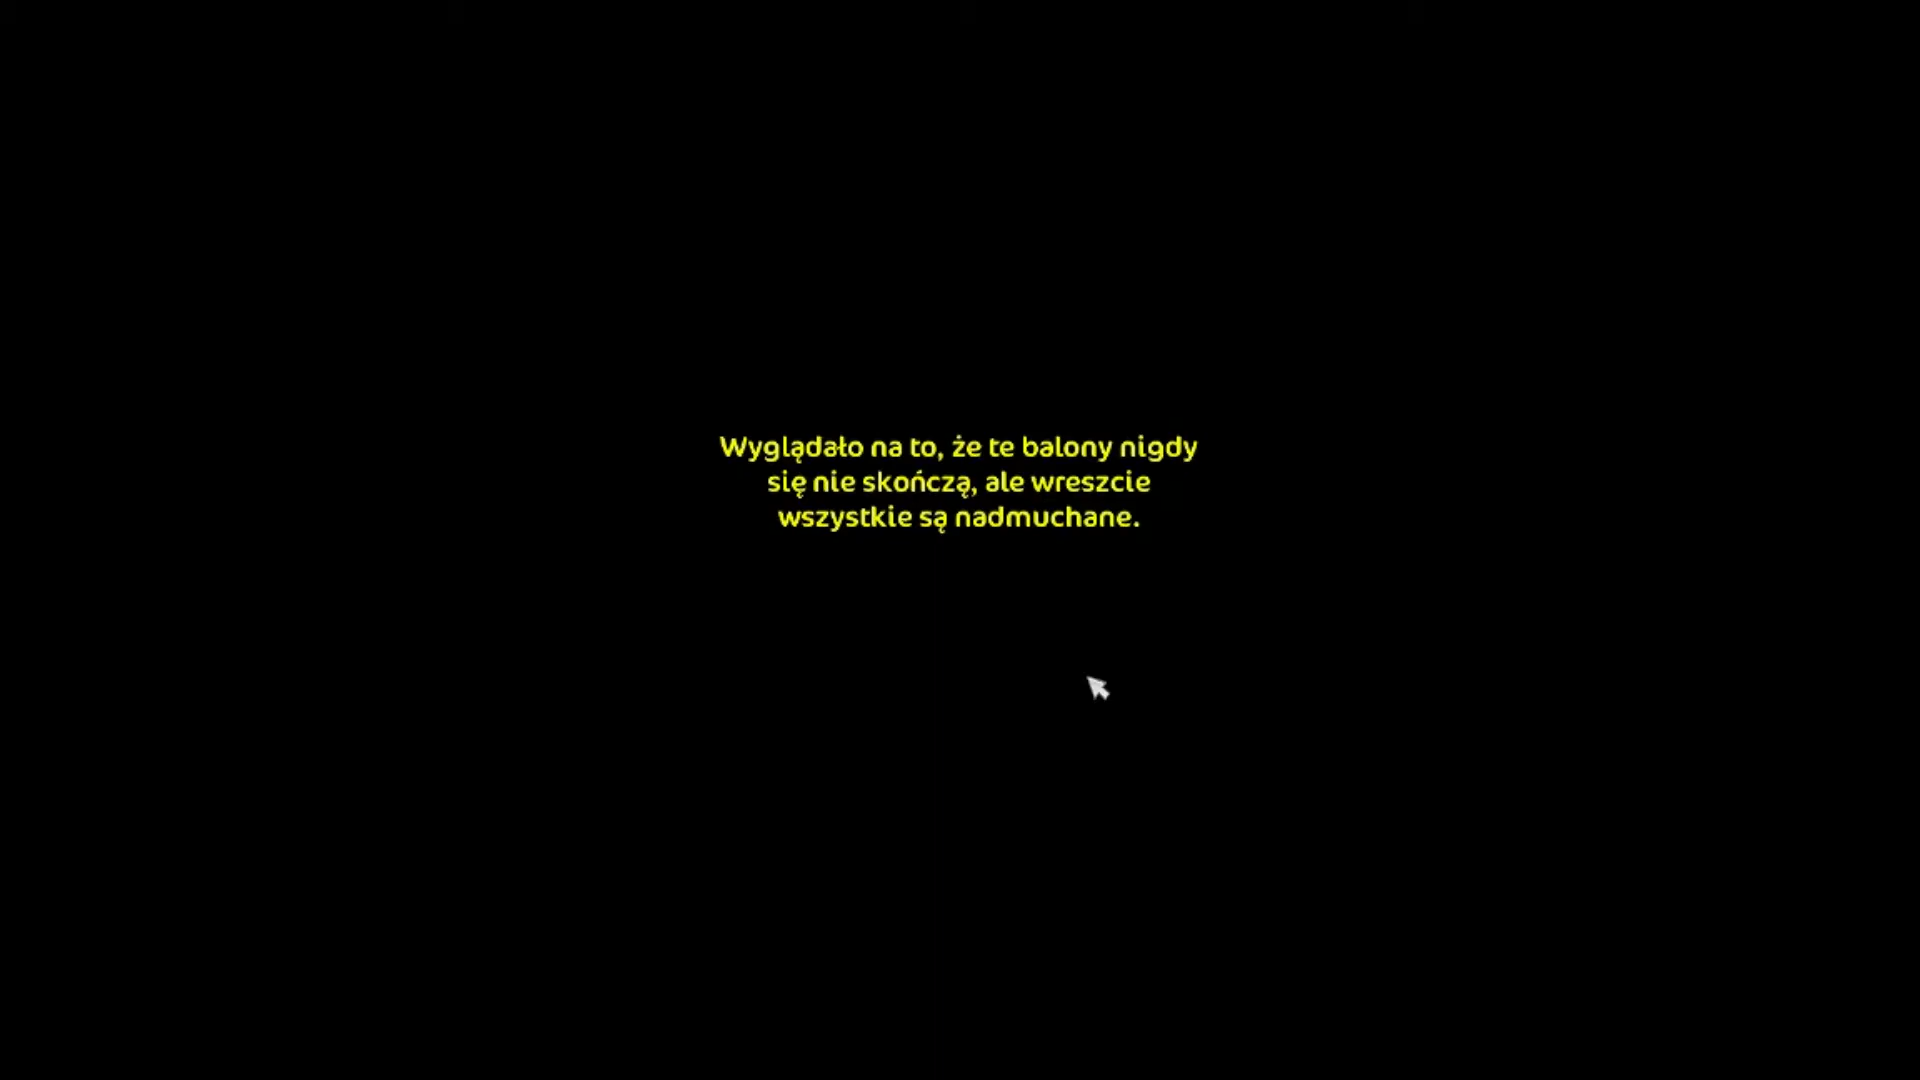 Wyglądało na to, że te balony nigdy
się nie skończą, ale wreszcie
wszystkie są nadmuchane.